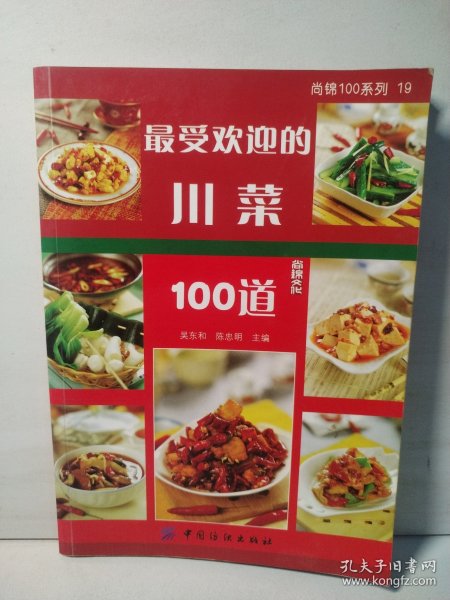 尚锦100系列 19
最受欢迎的
川菜
100道
尚锦文化
吴东和 陈忠明 主编
中国纺织出版社
孔夫子旧书网
www.kongfz.com